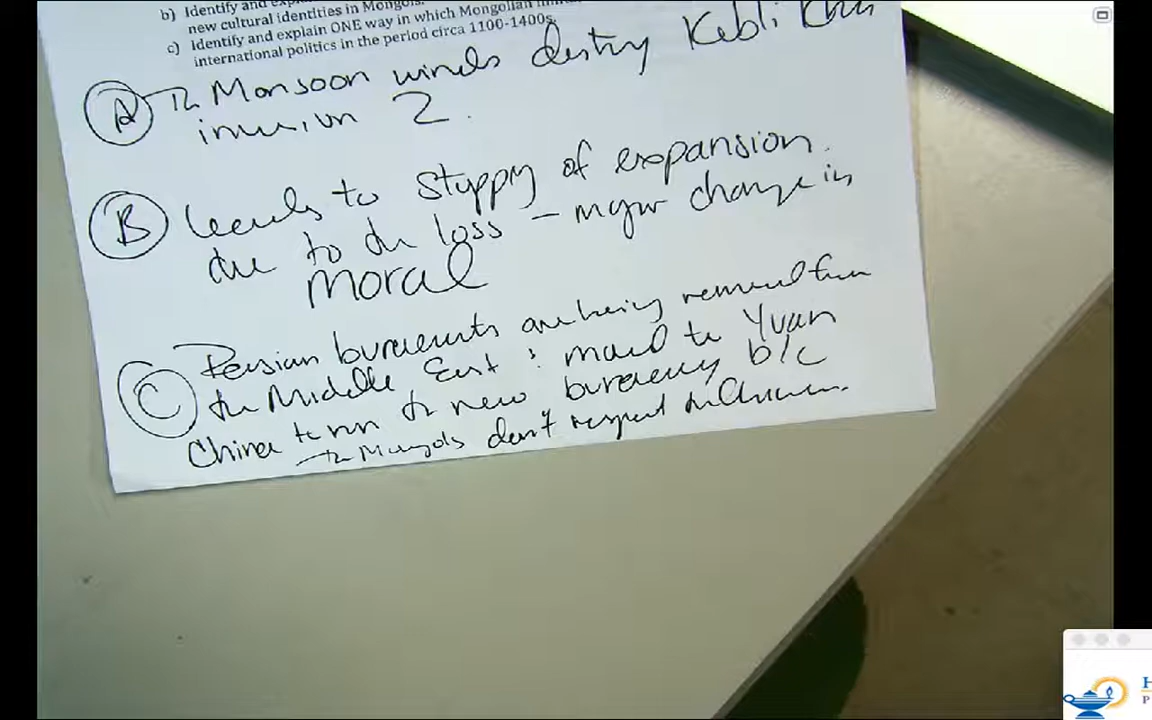 b) Identify and
new cultural identities in Mongol
c) Identify and explain ONE way in which Mongolian
international politics in the period circa 1100-1400s.
A The Monsoon winds destroy Kebli Khan
invasion 2.
B Leads to stopping of expansion.
due to the loss – major change in
moral
C Persian bureaucrats are being removed from
the Middle East : moved to Yuan
China to run the new bureaucracy b/c
→ The Mongols don't respect the Chinese.
H
P